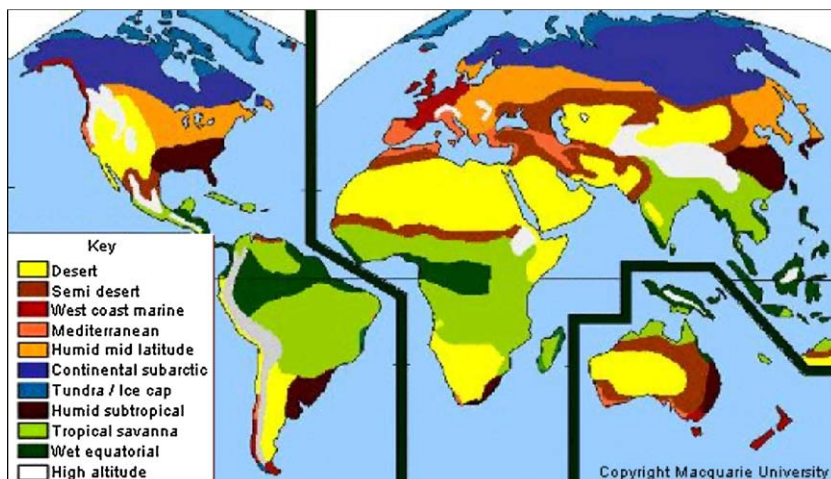 Key
Desert
Semi desert
West coast marine
Mediterranean
Humid mid latitude
Continental subarctic
Tundra / Ice cap
Humid subtropical
Tropical savanna
Wet equatorial
High altitude
Copyright Macquarie University